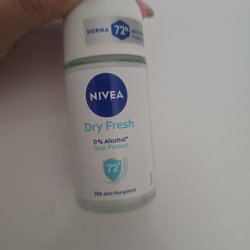 DERMA 72h
NIVEA
Dry Fresh
0% Alcohol*
Dual Protect
72h
72h Anti-Perspirant